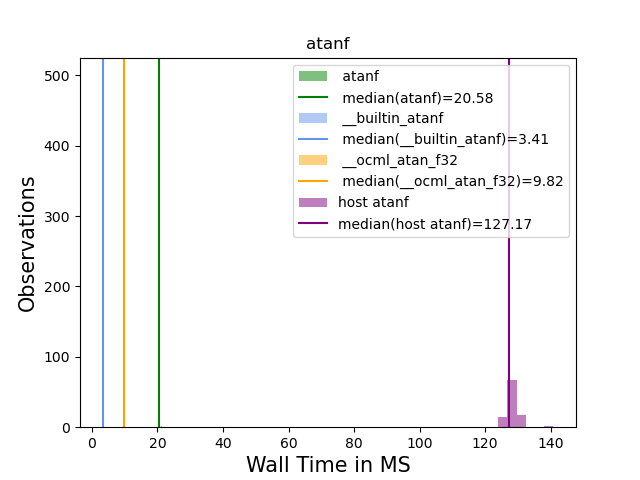 atanf
500
400
300
200
100
0
Observations
atanf
median(atanf)=20.58
__builtin_atanf
median(__builtin_atanf)=3.41
__ocml_atan_f32
median(__ocml_atan_f32)=9.82
host atanf
median(host atanf)=127.17
0 20 40 60 80 100 120 140
Wall Time in MS